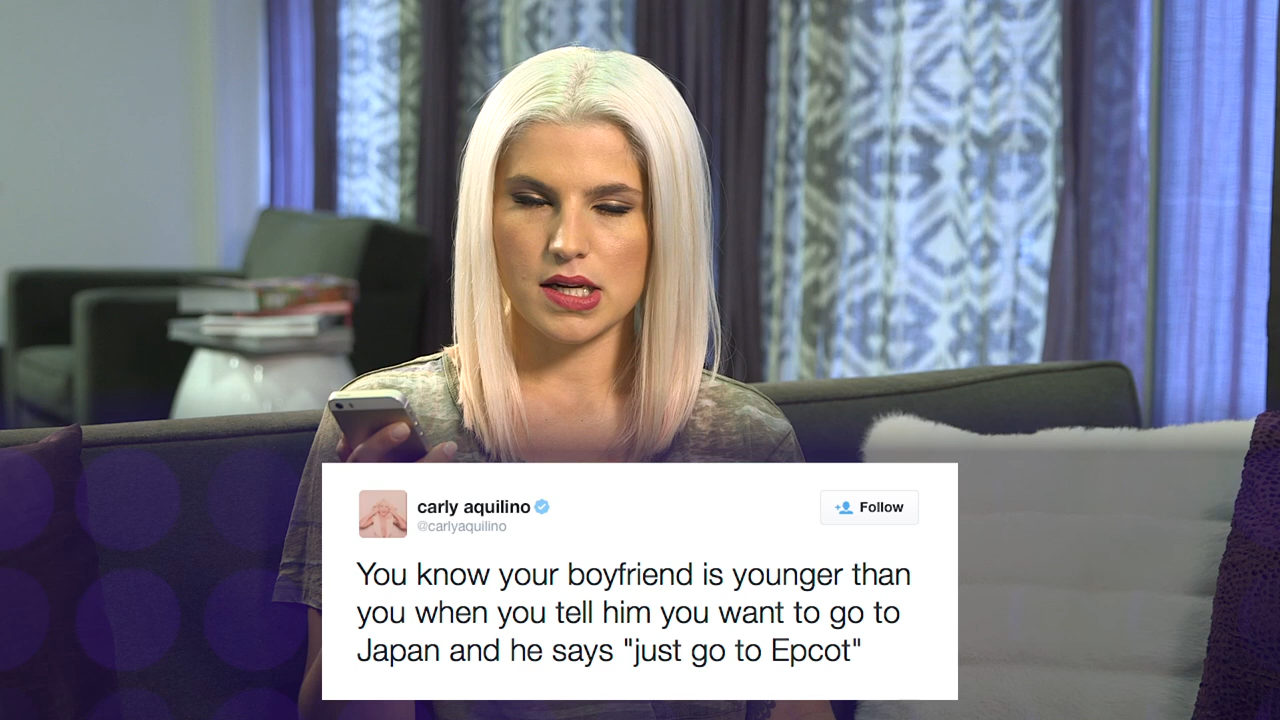 carly aquilino
@carlyaquilino
Follow
You know your boyfriend is younger than
you when you tell him you want to go to
Japan and he says "just go to Epcot"